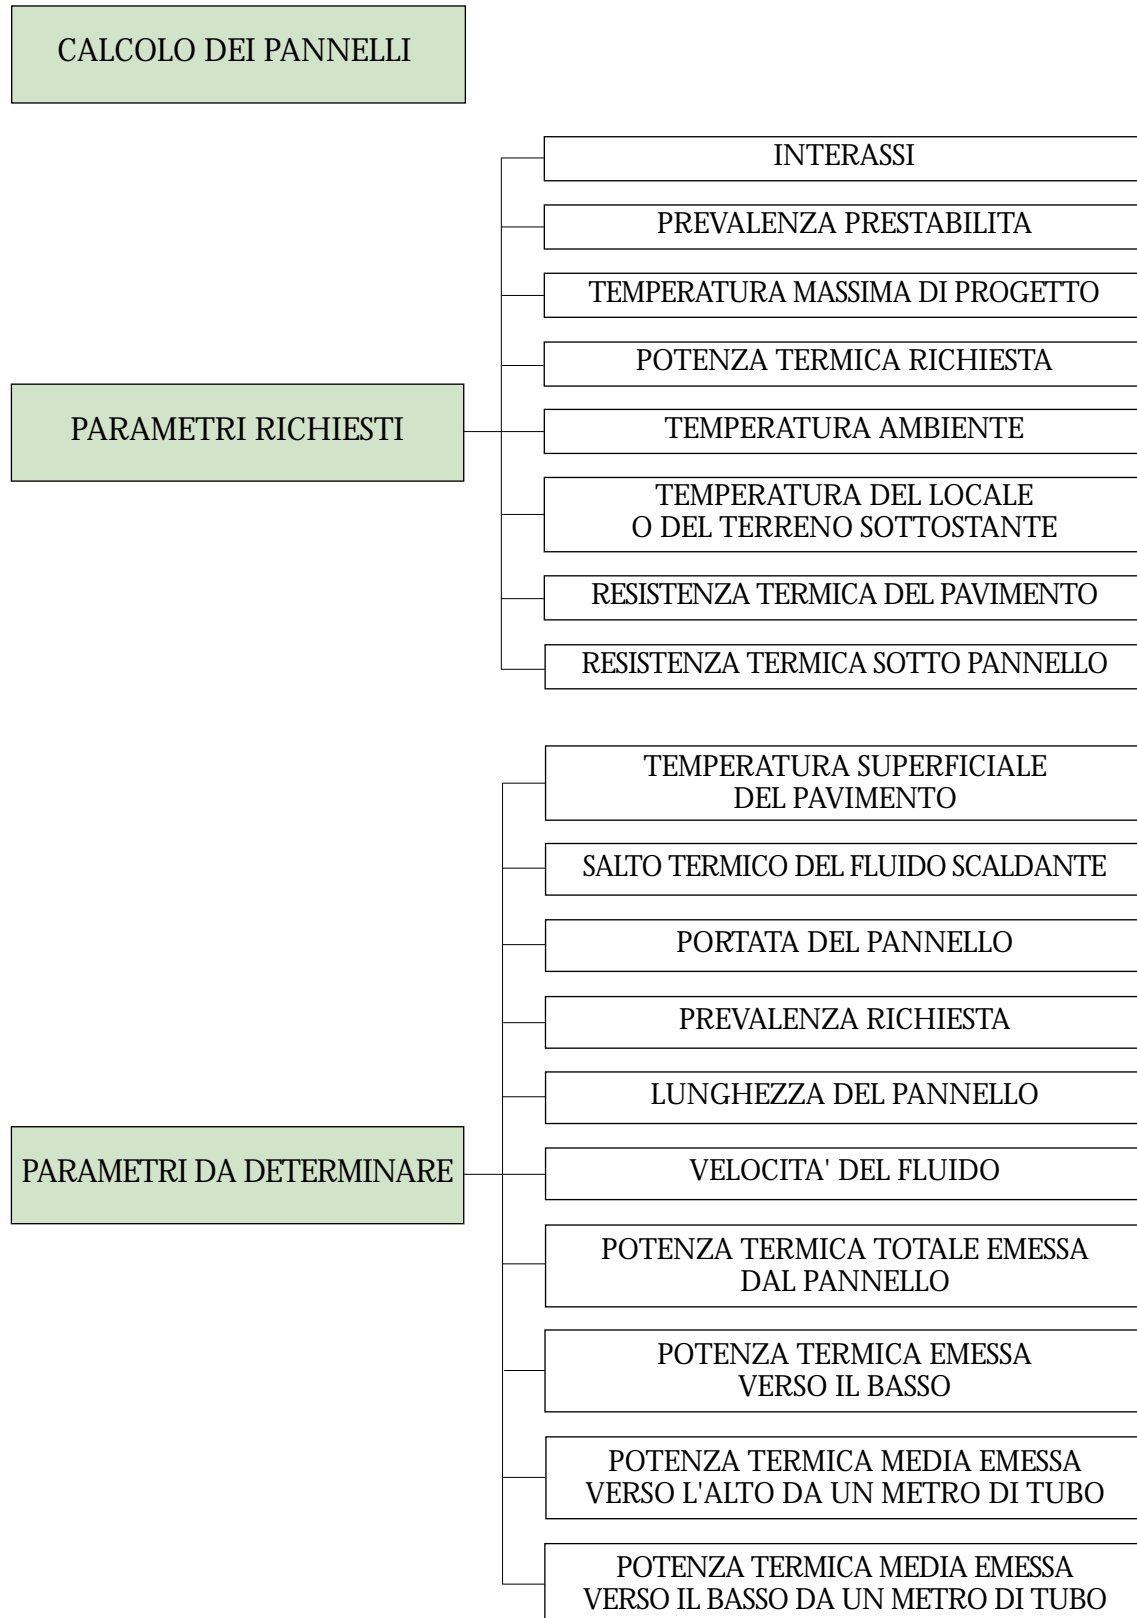 CALCOLO DEI PANNELLI
PARAMETRI RICHIESTI
INTERASSI
PREVALENZA PRESTABILITA
TEMPERATURA MASSIMA DI PROGETTO
POTENZA TERMICA RICHIESTA
TEMPERATURA AMBIENTE
TEMPERATURA DEL LOCALE
O DEL TERRENO SOTTOSTANTE
RESISTENZA TERMICA DEL PAVIMENTO
RESISTENZA TERMICA SOTTO PANNELLO
PARAMETRI DA DETERMINARE
TEMPERATURA SUPERFICIALE
DEL PAVIMENTO
SALTO TERMICO DEL FLUIDO SCALDANTE
PORTATA DEL PANNELLO
PREVALENZA RICHIESTA
LUNGHEZZA DEL PANNELLO
VELOCITA' DEL FLUIDO
POTENZA TERMICA TOTALE EMESSA
DAL PANNELLO
POTENZA TERMICA EMESSA
VERSO IL BASSO
POTENZA TERMICA MEDIA EMESSA
VERSO L'ALTO DA UN METRO DI TUBO
POTENZA TERMICA MEDIA EMESSA
VERSO IL BASSO DA UN METRO DI TUBO